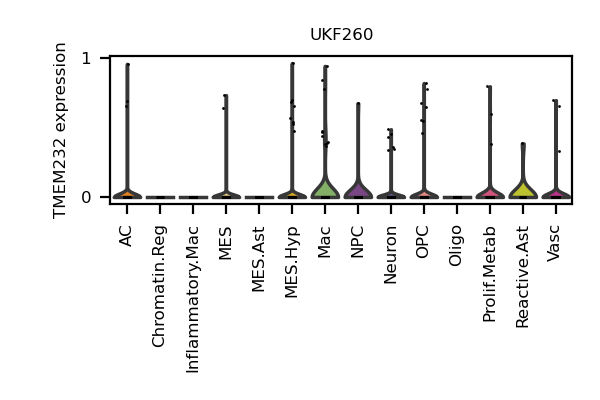 UKF260
TMEM232 expression
1
0
AC
Chromatin.Reg
Inflammatory.Mac
MES
MES.Ast
MES.Hyp
Mac
NPC
Neuron
OPC
Oligo
Prolif.Metab
Reactive.Ast
Vasc